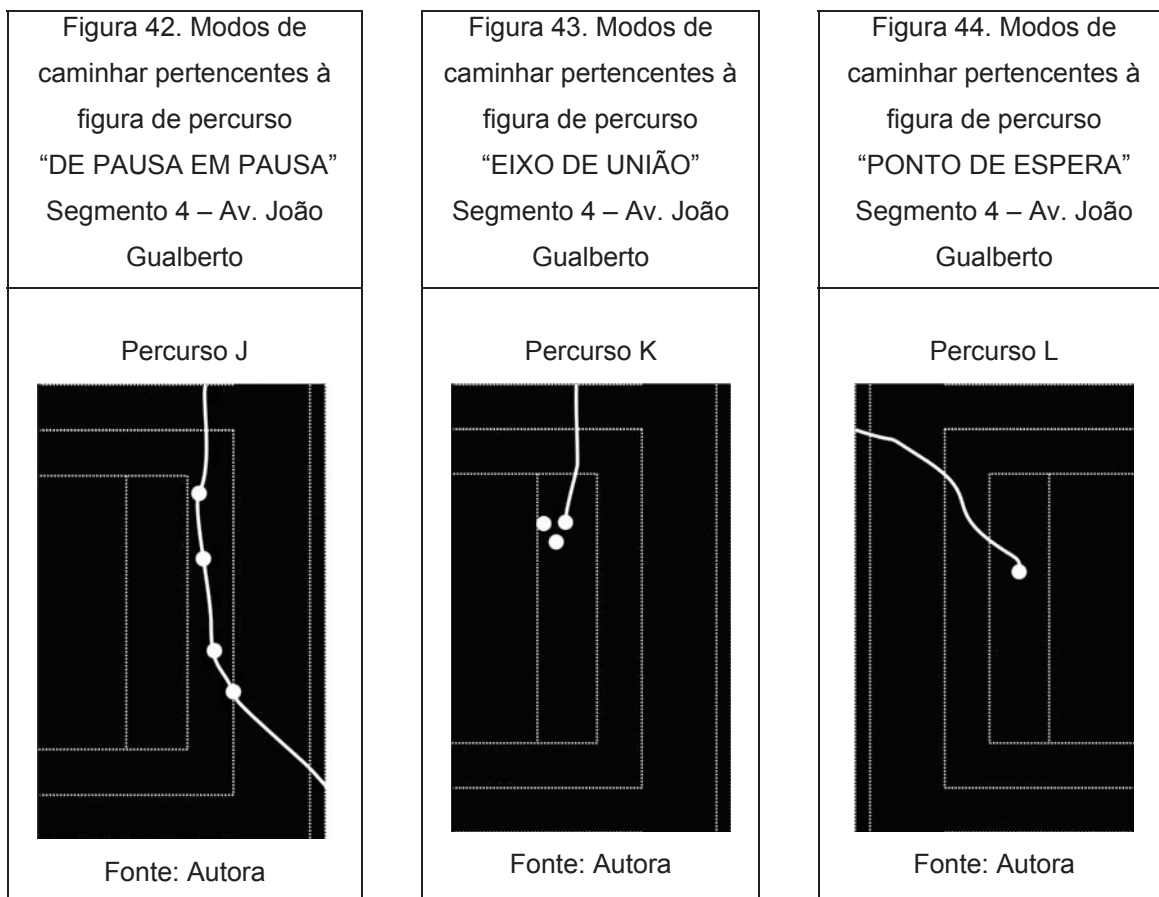 Figura 42. Modos de
caminhar pertencentes à
figura de percurso
“DE PAUSA EM PAUSA”
Segmento 4 – Av. João
Gualberto
Percurso J
Fonte: Autora
Figura 43. Modos de
caminhar pertencentes à
figura de percurso
“EIXO DE UNIÃO”
Segmento 4 – Av. João
Gualberto
Percurso K
Fonte: Autora
Figura 44. Modos de
caminhar pertencentes à
figura de percurso
“PONTO DE ESPERA”
Segmento 4 – Av. João
Gualberto
Percurso L
Fonte: Autora